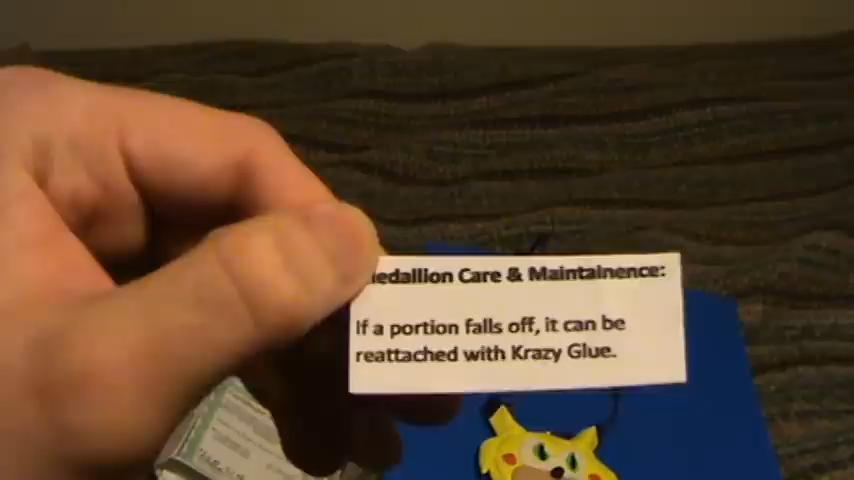 edallion Care & Maintainence:
If a portion falls off, it can be
reattached with Krazy Glue.